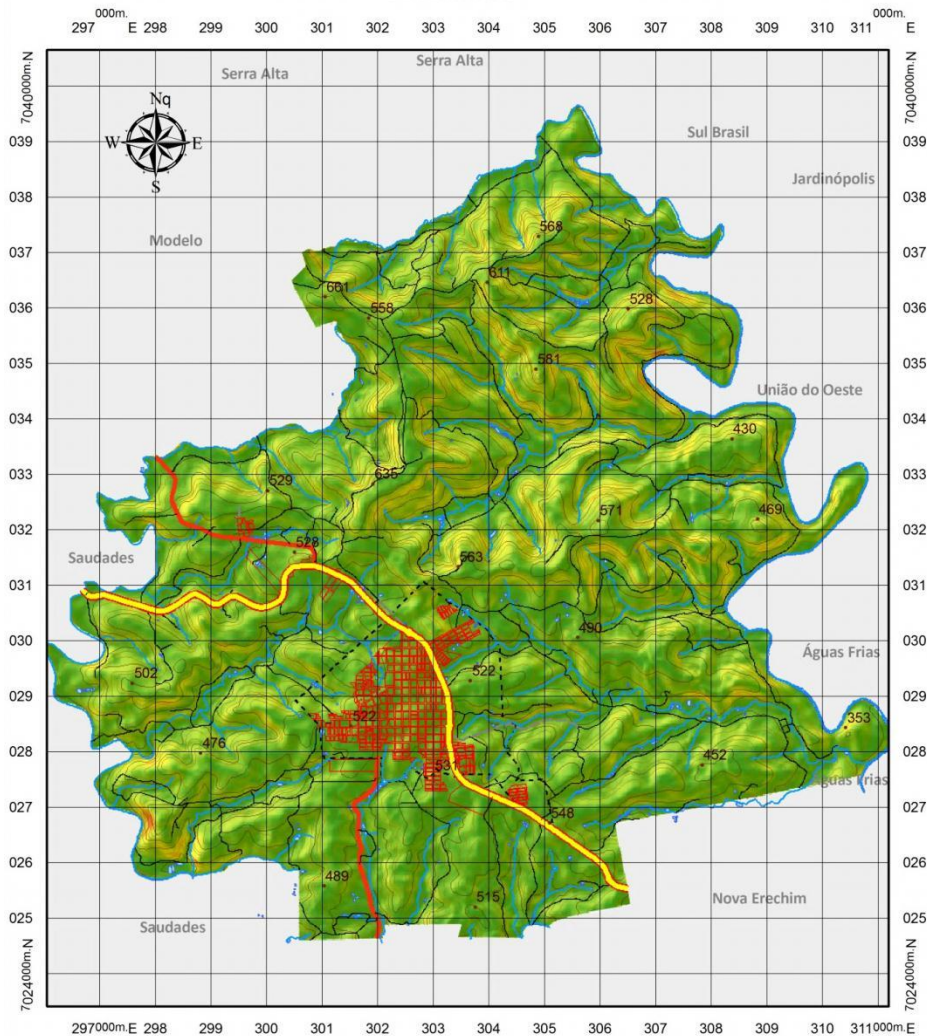 000m.
000m.
297 E 298 299 300 301 302 303 304 305 306 307 308 309 310 311 E
7040000m.N
7040000m.N
Serra Alta
Serra Alta
Nq
W E
S
039
Sul Brasil
039
038
Jardinópolis
038
Modelo
037
568
037
661
611
036
558
528
036
035
581
035
União do Oeste
034
430
034
033
529
635
033
469
032
571
032
528
Saudades
563
031
031
030
490
030
Águas Frias
502
522
029
029
522
353
028
476
028
531
452
Águas Frias
027
548
027
026
026
489
515
Nova Erechim
025
Saudades
025
7024000m.N
7024000m.N
297000m.E 298 299 300 301 302 303 304 305 306 307 308 309 310 311000m.E